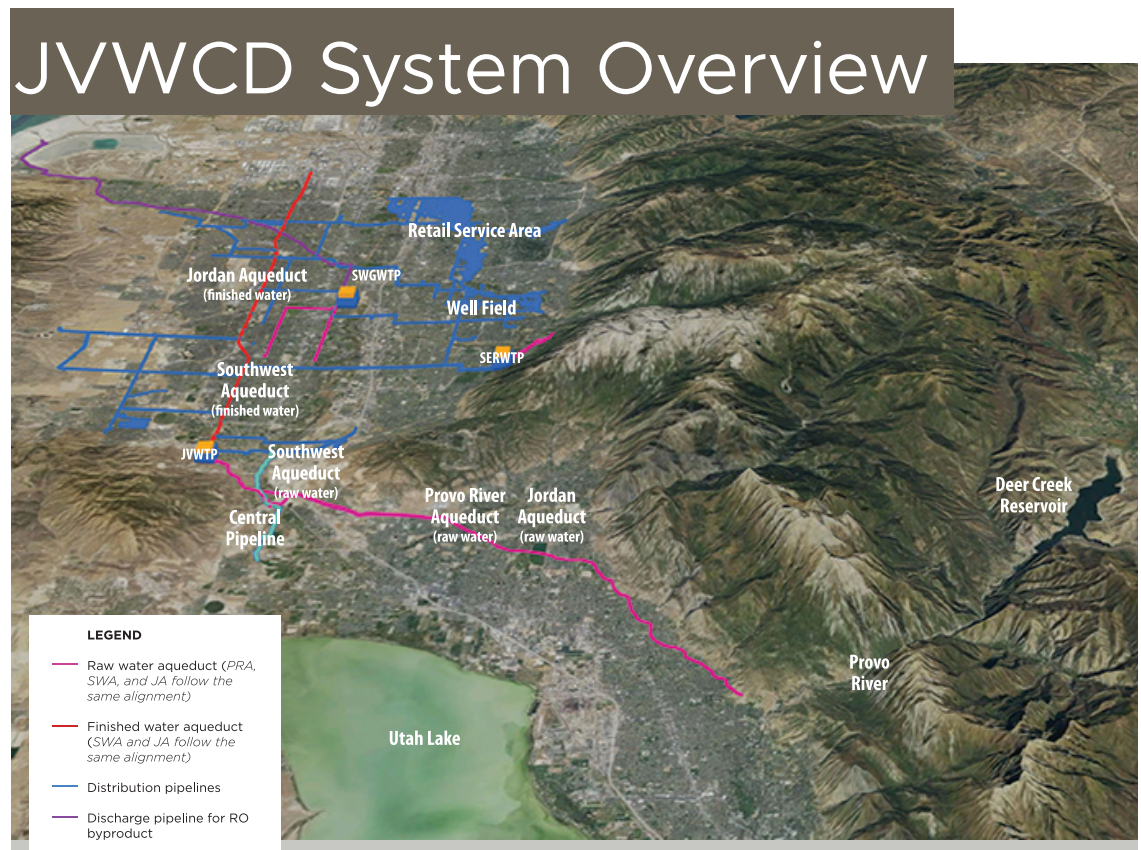 JVWCD System Overview
Retail Service Area
Jordan Aqueduct
(finished water)
SWGWTP
Well Field
SERWTP
Southwest
Aqueduct
(finished water)
JVWTP
Southwest
Aqueduct
(raw water)
Central
Pipeline
Provo River
Aqueduct
(raw water)
Jordan
Aqueduct
(raw water)
Deer Creek
Reservoir
Provo
River
Utah Lake
LEGEND
Raw water aqueduct (PRA,
SWA, and JA follow the
same alignment)
Finished water aqueduct
(SWA and JA follow the
same alignment)
Distribution pipelines
Discharge pipeline for RO
byproduct